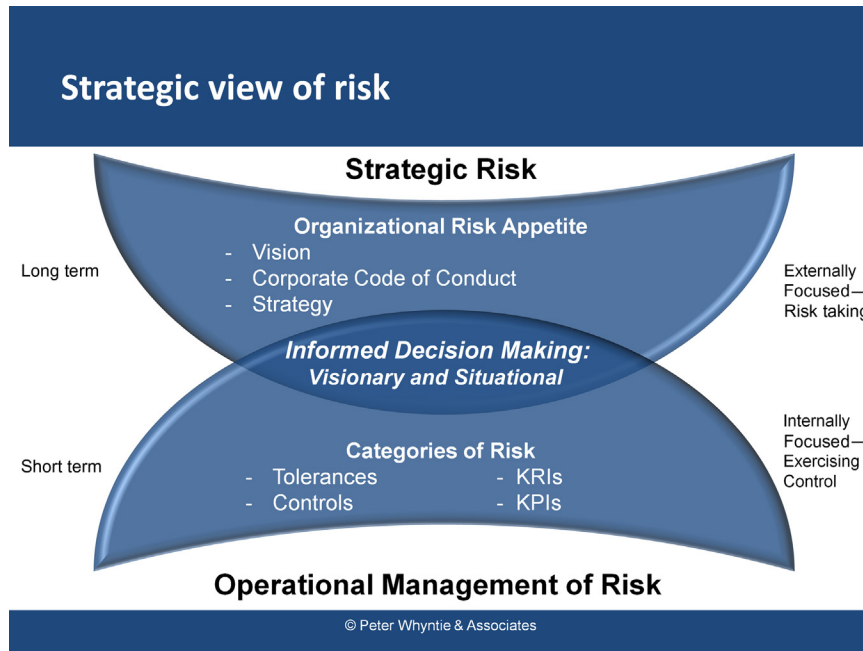 Strategic view of risk
Strategic Risk
Organizational Risk Appetite
- Vision
- Corporate Code of Conduct
- Strategy
Long term
Externally
Focused—
Risk taking
Informed Decision Making:
Visionary and Situational
Short term
Internally
Focused—
Exercising
Control
Categories of Risk
- Tolerances - KRIs
- Controls - KPIs
Operational Management of Risk
© Peter Whyntie & Associates